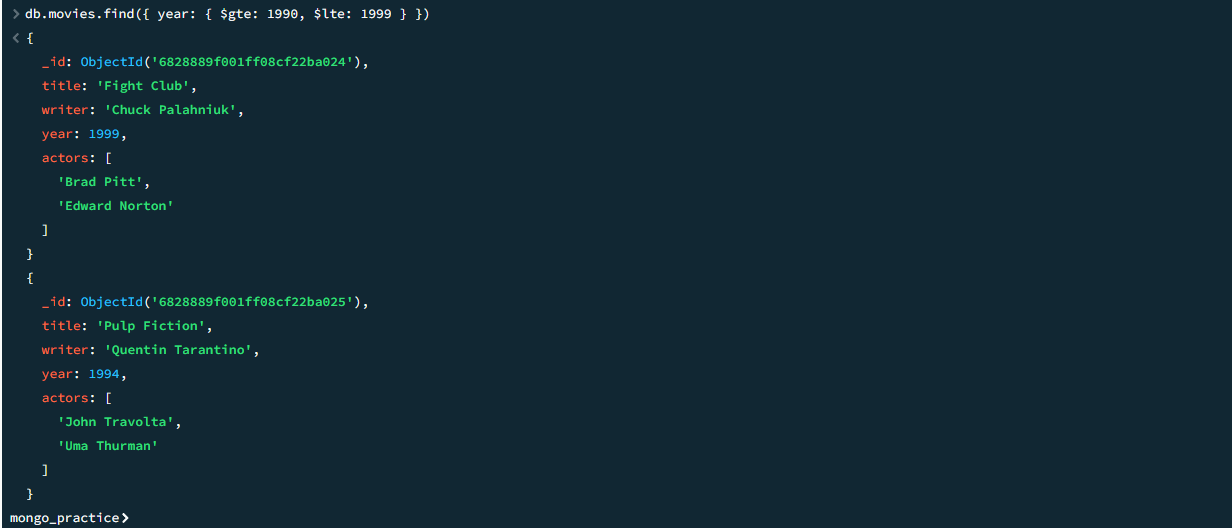 > db.movies.find({ year: { $gte: 1990, $lte: 1999 } })
< {
    _id: ObjectId('6828889f001ff08cf22ba024'),
    title: 'Fight Club',
    writer: 'Chuck Palahniuk',
    year: 1999,
    actors: [
      'Brad Pitt',
      'Edward Norton'
    ]
  }
  {
    _id: ObjectId('6828889f001ff08cf22ba025'),
    title: 'Pulp Fiction',
    writer: 'Quentin Tarantino',
    year: 1994,
    actors: [
      'John Travolta',
      'Uma Thurman'
    ]
  }
mongo_practice>